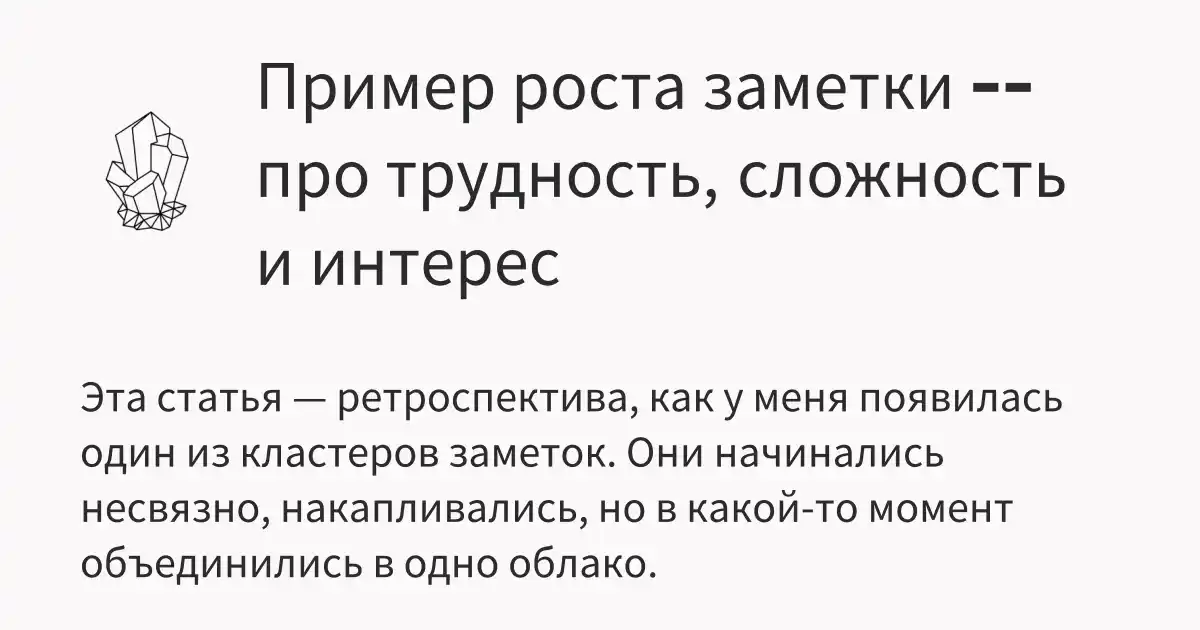 Пример роста заметки --
про трудность, сложность
и интерес
Эта статья — ретроспектива, как у меня появилась
один из кластеров заметок. Они начинались
несвязно, накапливались, но в какой-то момент
объединились в одно облако.